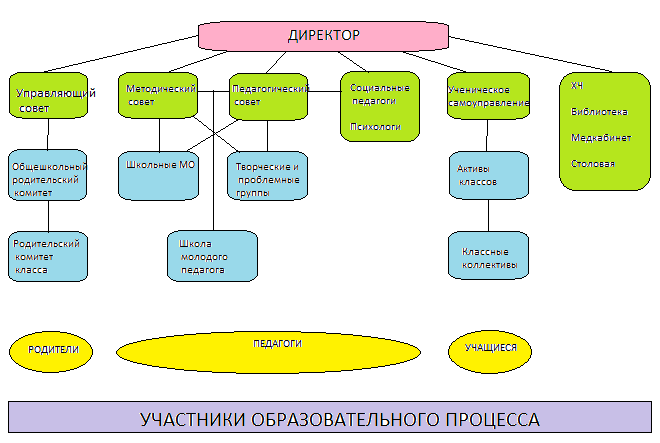 ДИРЕКТОР
Управляющий
совет
Методический
совет
Педагогический
совет
Социальные
педагоги
Психологи
Ученическое
самоуправление
ХЧ
Библиотека
Медкабинет
Столовая
Общешкольный
родительский
комитет
Школьные МО
Творческие и
проблемные
группы
Активы
классов
Родительский
комитет
класса
Школа
молодого
педагога
Классные
коллективы
РОДИТЕЛИ
ПЕДАГОГИ
УЧАЩИЕСЯ
УЧАСТНИКИ ОБРАЗОВАТЕЛЬНОГО ПРОЦЕССА